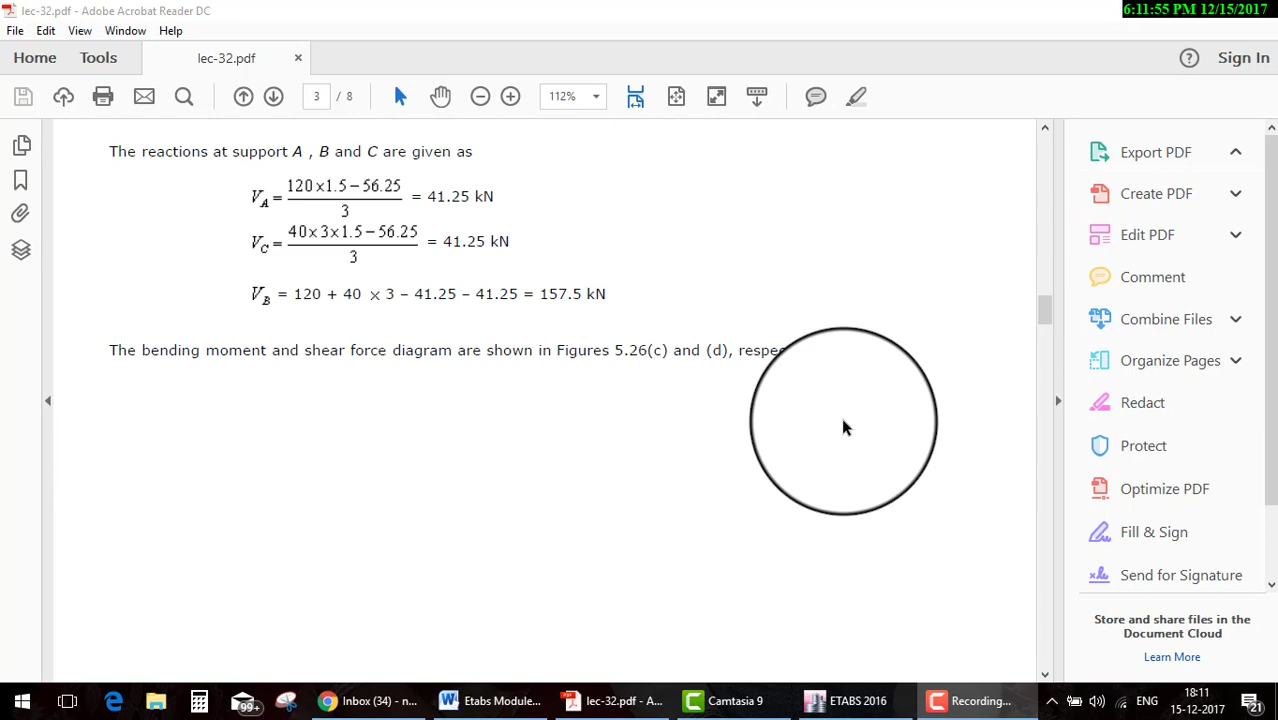 lec-32.pdf - Adobe Acrobat Reader DC
6:11:55 PM 12/15/2017
File Edit View Window Help
Home Tools lec-32.pdf × Sign In
3 / 8 112%
The reactions at support A , B and C are given as
V_A = (120×1.5 − 56.25) / 3 = 41.25 kN
V_C = (40×3×1.5 − 56.25) / 3 = 41.25 kN
V_B = 120 + 40 × 3 – 41.25 – 41.25 = 157.5 kN
The bending moment and shear force diagram are shown in Figures 5.26(c) and (d),
Export PDF
Create PDF
Edit PDF
Comment
Combine Files
Organize Pages
Redact
Protect
Optimize PDF
Fill & Sign
Send for Signature
Store and share files in the
Document Cloud
Learn More
99+ Inbox (34) - n... Etabs Module... lec-32.pdf - A... Camtasia 9 ETABS 2016 Recording... ENG 18:11
15-12-2017 21